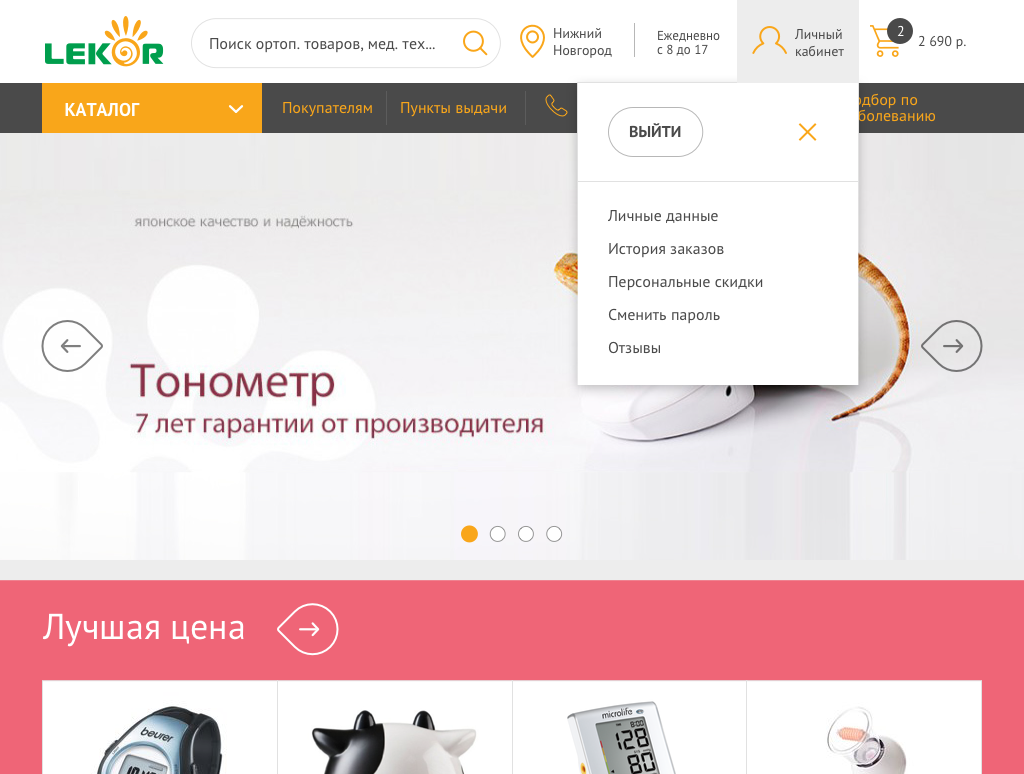 LEKOR
Поиск ортоп. товаров, мед. тех...
Нижний
Новгород
Ежедневно
с 8 до 17
Личный
кабинет
2
2 690 р.
КАТАЛОГ
Покупателям
Пункты выдачи
одбор по
болеванию
ВЫЙТИ
Личные данные
История заказов
Персональные скидки
Сменить пароль
Отзывы
японское качество и надёжность
Тонометр
7 лет гарантии от производителя
Лучшая цена
beurer
microlife
128
80